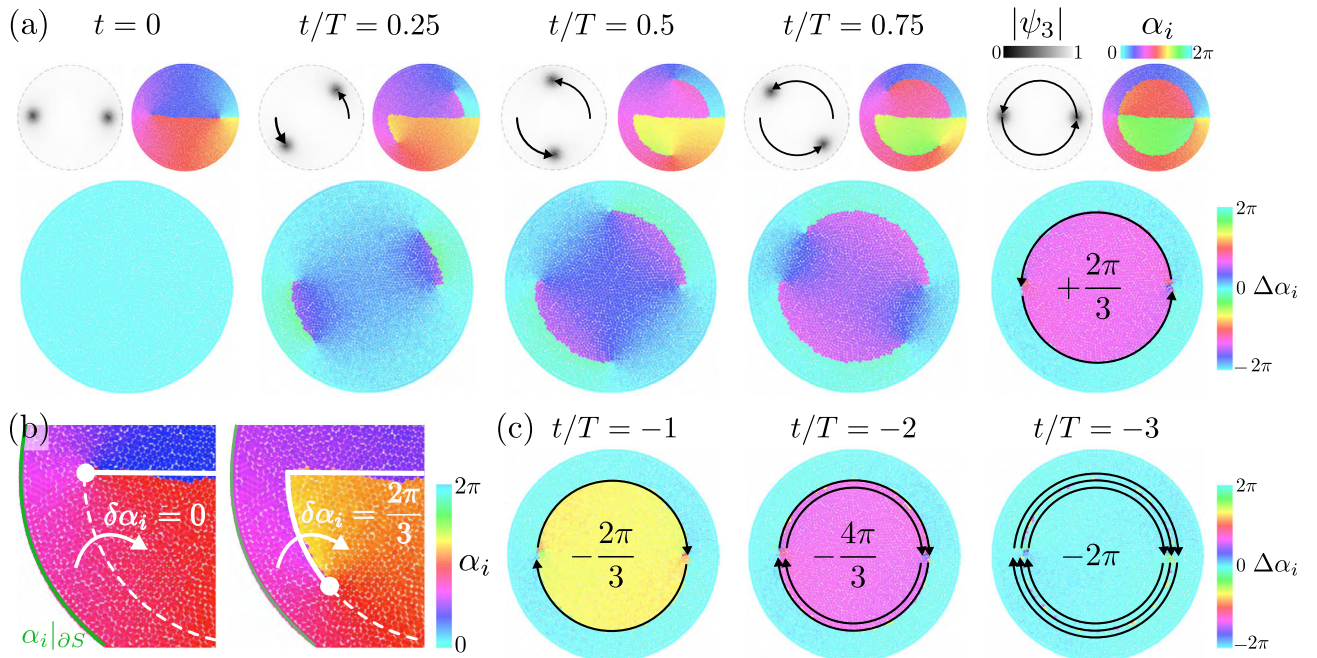 (a) t = 0 t/T = 0.25 t/T = 0.5 t/T = 0.75 |ψ₃| αᵢ
0 1 0 2π
+ 2π/3
2π
0 Δαᵢ
−2π
(b)
δαᵢ = 0
αᵢ|∂S
δαᵢ = 2π/3
2π
αᵢ
0
(c) t/T = −1 t/T = −2 t/T = −3
− 2π/3 − 4π/3 −2π
2π
0 Δαᵢ
−2π